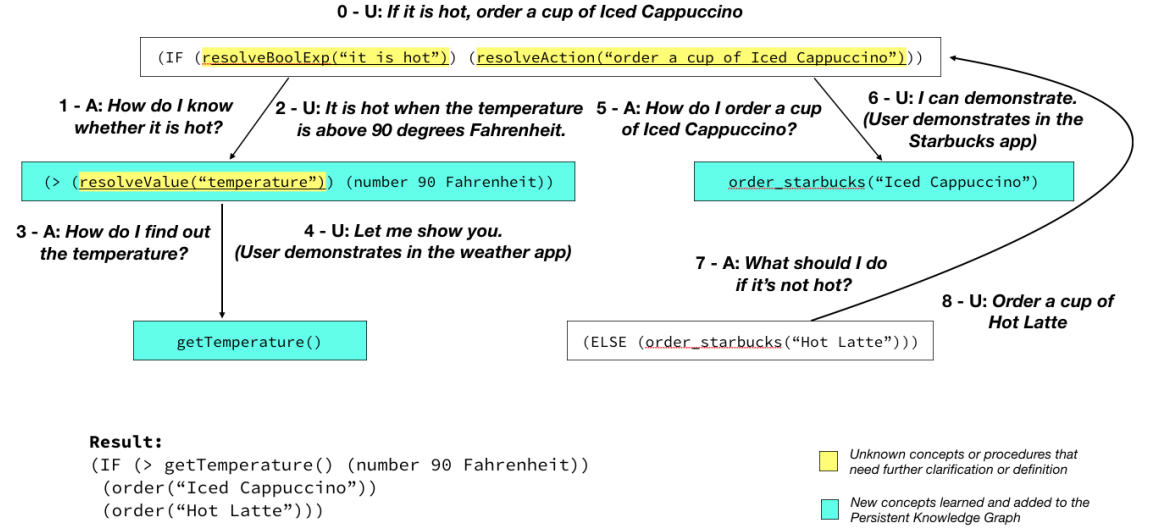 0 - U: If it is hot, order a cup of Iced Cappuccino
(IF (resolveBoolExp(“it is hot”)) (resolveAction(“order a cup of Iced Cappuccino”)))
1 - A: How do I know
whether it is hot?
2 - U: It is hot when the temperature
is above 90 degrees Fahrenheit.
5 - A: How do I order a cup
of Iced Cappuccino?
6 - U: I can demonstrate.
(User demonstrates in the
Starbucks app)
(> (resolveValue(“temperature”)) (number 90 Fahrenheit))
order_starbucks(“Iced Cappuccino”)
3 - A: How do I find out
the temperature?
4 - U: Let me show you.
(User demonstrates in the weather app)
7 - A: What should I do
if it’s not hot?
8 - U: Order a cup of
Hot Latte
getTemperature()
(ELSE (order_starbucks(“Hot Latte”)))
Result:
(IF (> getTemperature() (number 90 Fahrenheit))
(order(“Iced Cappuccino”))
(order(“Hot Latte”)))
Unknown concepts or procedures that
need further clarification or definition
New concepts learned and added to the
Persistent Knowledge Graph